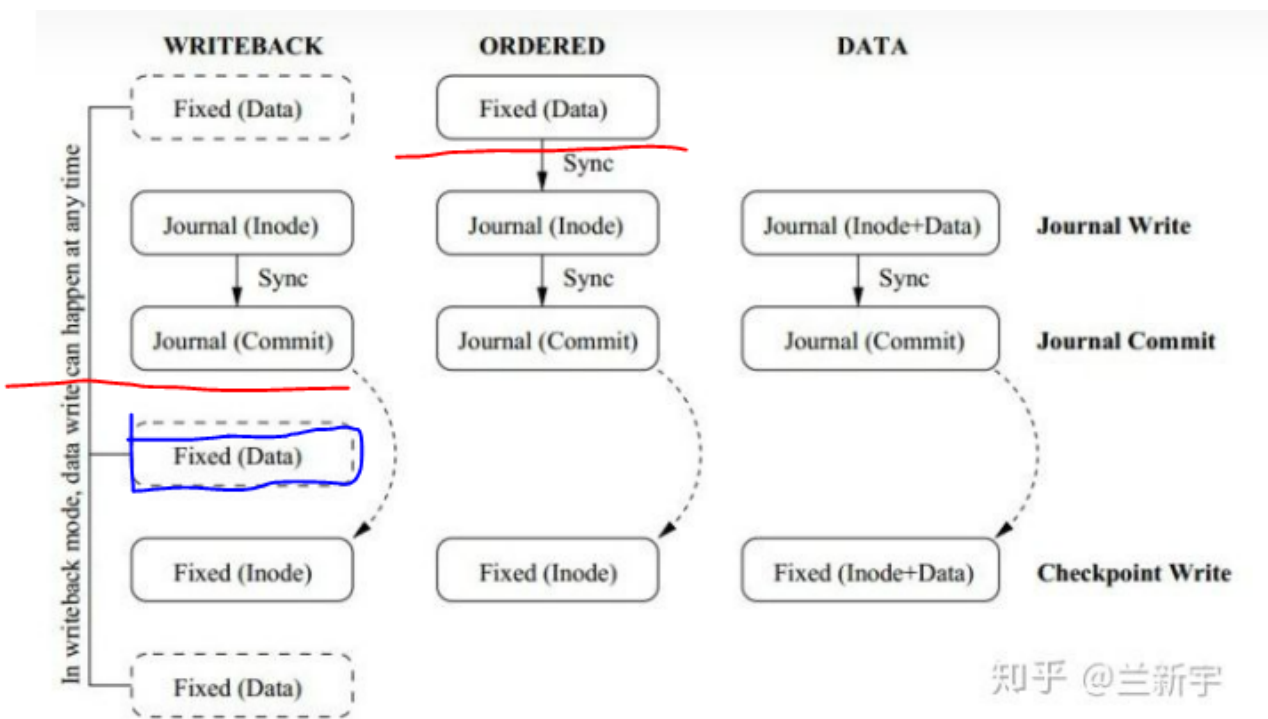 WRITEBACK ORDERED DATA
Fixed (Data) Fixed (Data)
Sync
Journal (Inode) Journal (Inode) Journal (Inode+Data) Journal Write
Sync Sync Sync
Journal (Commit) Journal (Commit) Journal (Commit) Journal Commit
Fixed (Data)
Fixed (Inode) Fixed (Inode) Fixed (Inode+Data) Checkpoint Write
Fixed (Data)
In writeback mode, data write can happen at any time
知乎 @兰新宇